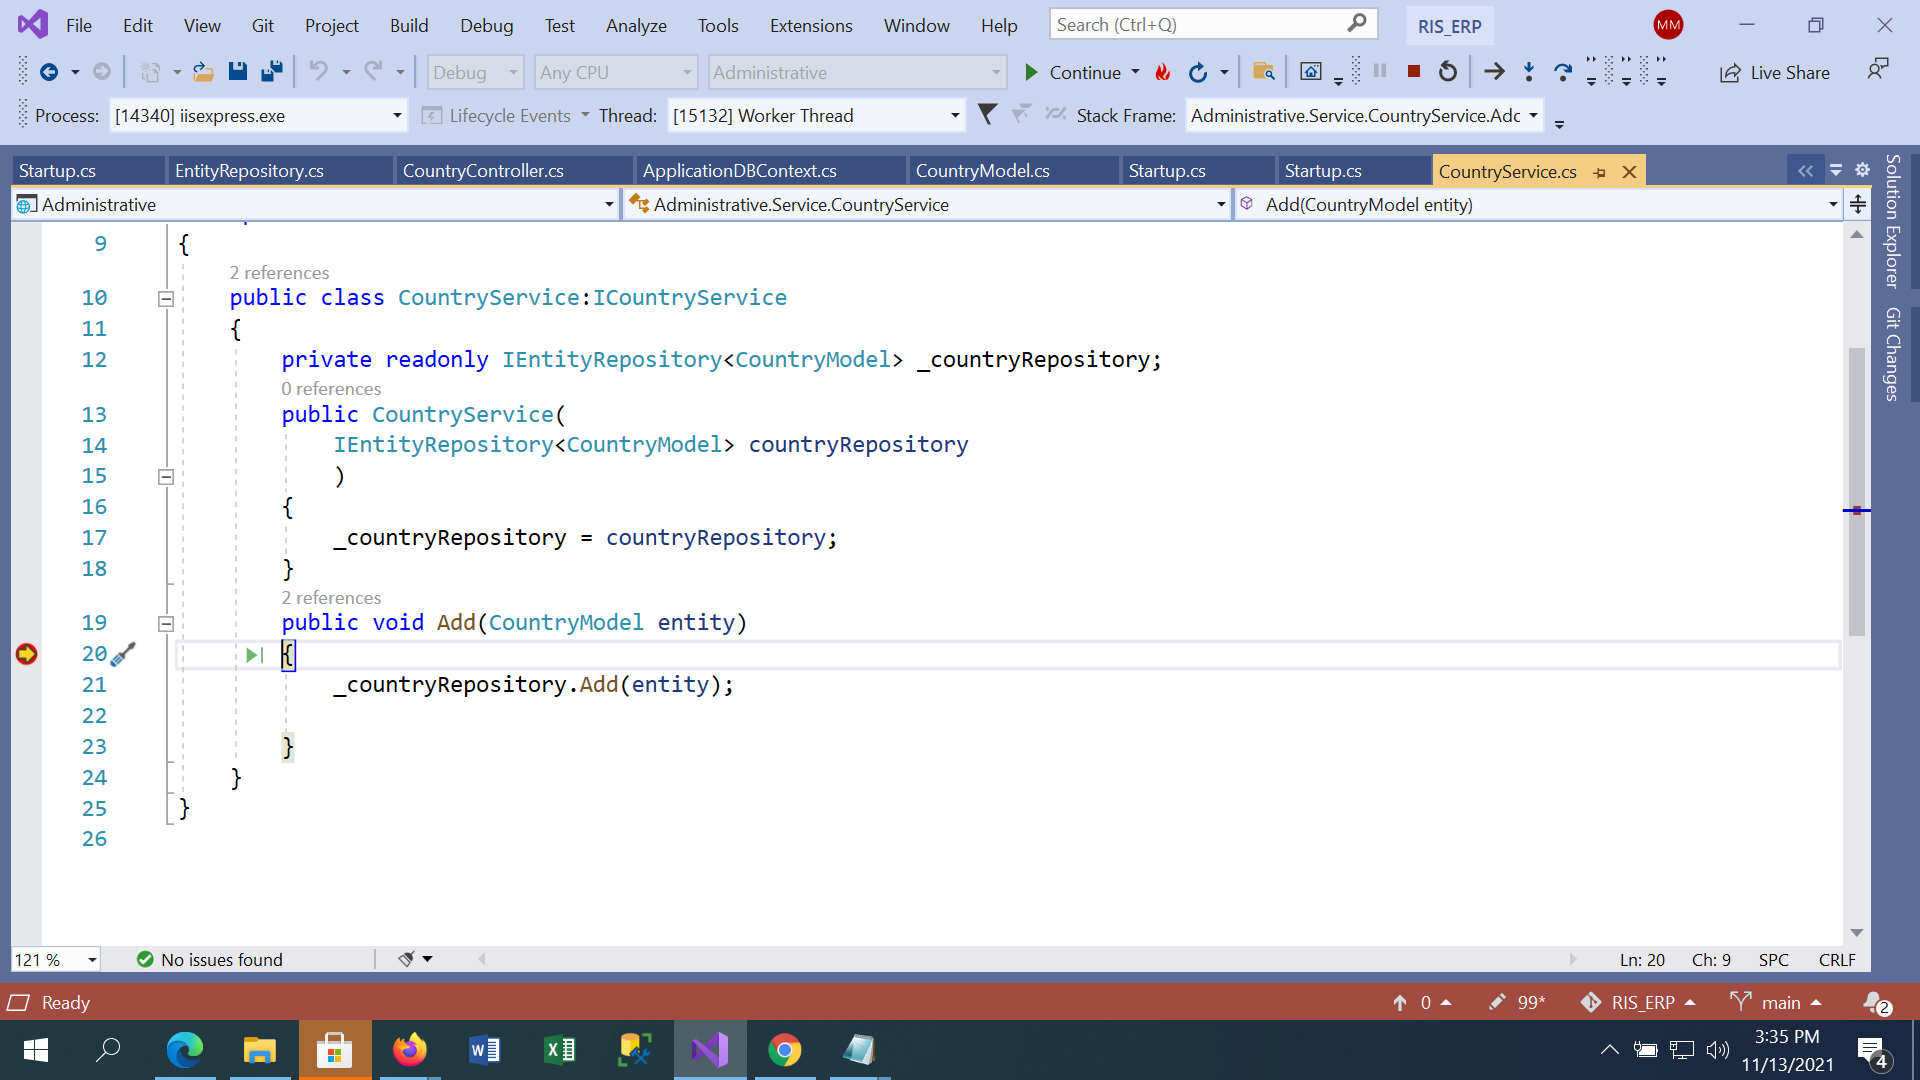 File Edit View Git Project Build Debug Test Analyze Tools Extensions Window Help Search (Ctrl+Q) RIS_ERP MM
Debug Any CPU Administrative Continue Live Share
Process: [14340] iisexpress.exe Lifecycle Events Thread: [15132] Worker Thread Stack Frame: Administrative.Service.CountryService.Adc
Startup.cs EntityRepository.cs CountryController.cs ApplicationDBContext.cs CountryModel.cs Startup.cs Startup.cs CountryService.cs
Administrative Administrative.Service.CountryService Add(CountryModel entity)
Solution Explorer
Git Changes
9 {
2 references
10 public class CountryService:ICountryService
11 {
12 private readonly IEntityRepository<CountryModel> _countryRepository;
0 references
13 public CountryService(
14 IEntityRepository<CountryModel> countryRepository
15 )
16 {
17 _countryRepository = countryRepository;
18 }
2 references
19 public void Add(CountryModel entity)
20 {
21 _countryRepository.Add(entity);
22
23 }
24 }
25 }
26
121 % No issues found Ln: 20 Ch: 9 SPC CRLF
Ready 0 99* RIS_ERP main 2
3:35 PM
11/13/2021 4